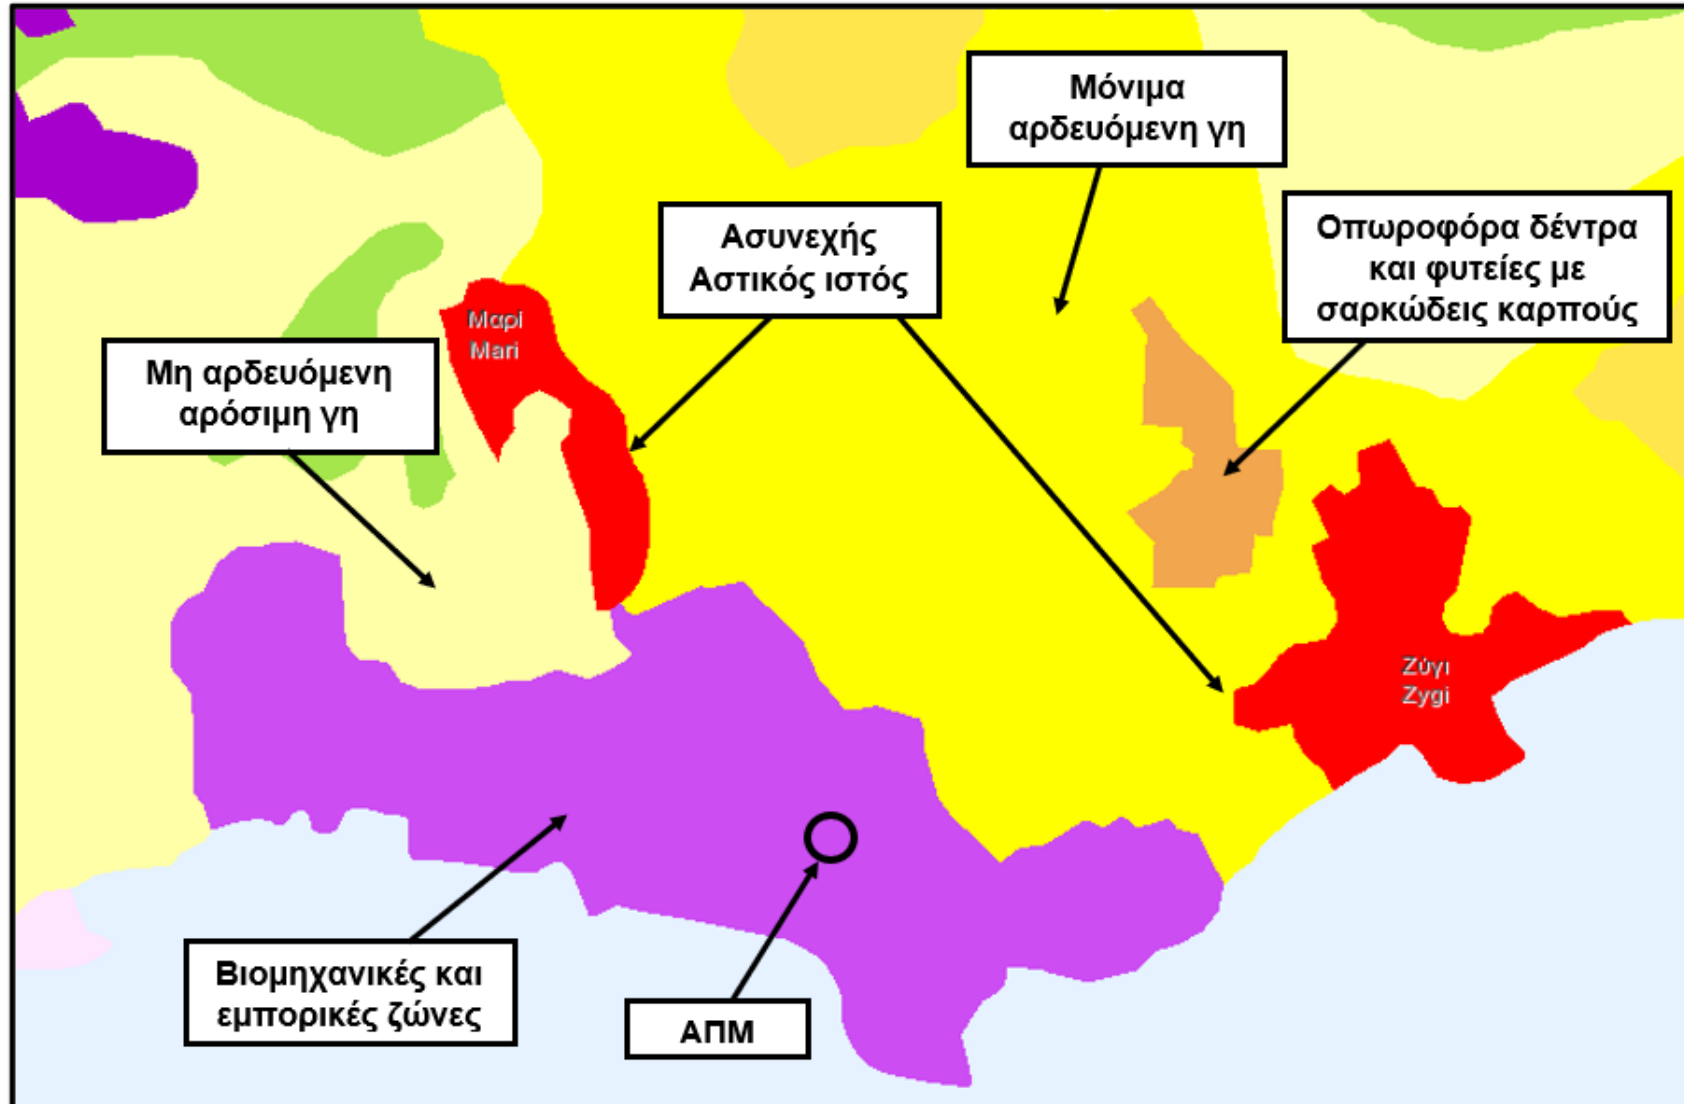 Μόνιμα
αρδευόμενη γη
Οπωροφόρα δέντρα
και φυτείες με
σαρκώδεις καρπούς
Ασυνεχής
Αστικός ιστός
Μαρί
Mari
Μη αρδευόμενη
αρόσιμη γη
Ζύγι
Zygi
Βιομηχανικές και
εμπορικές ζώνες
ΑΠΜ